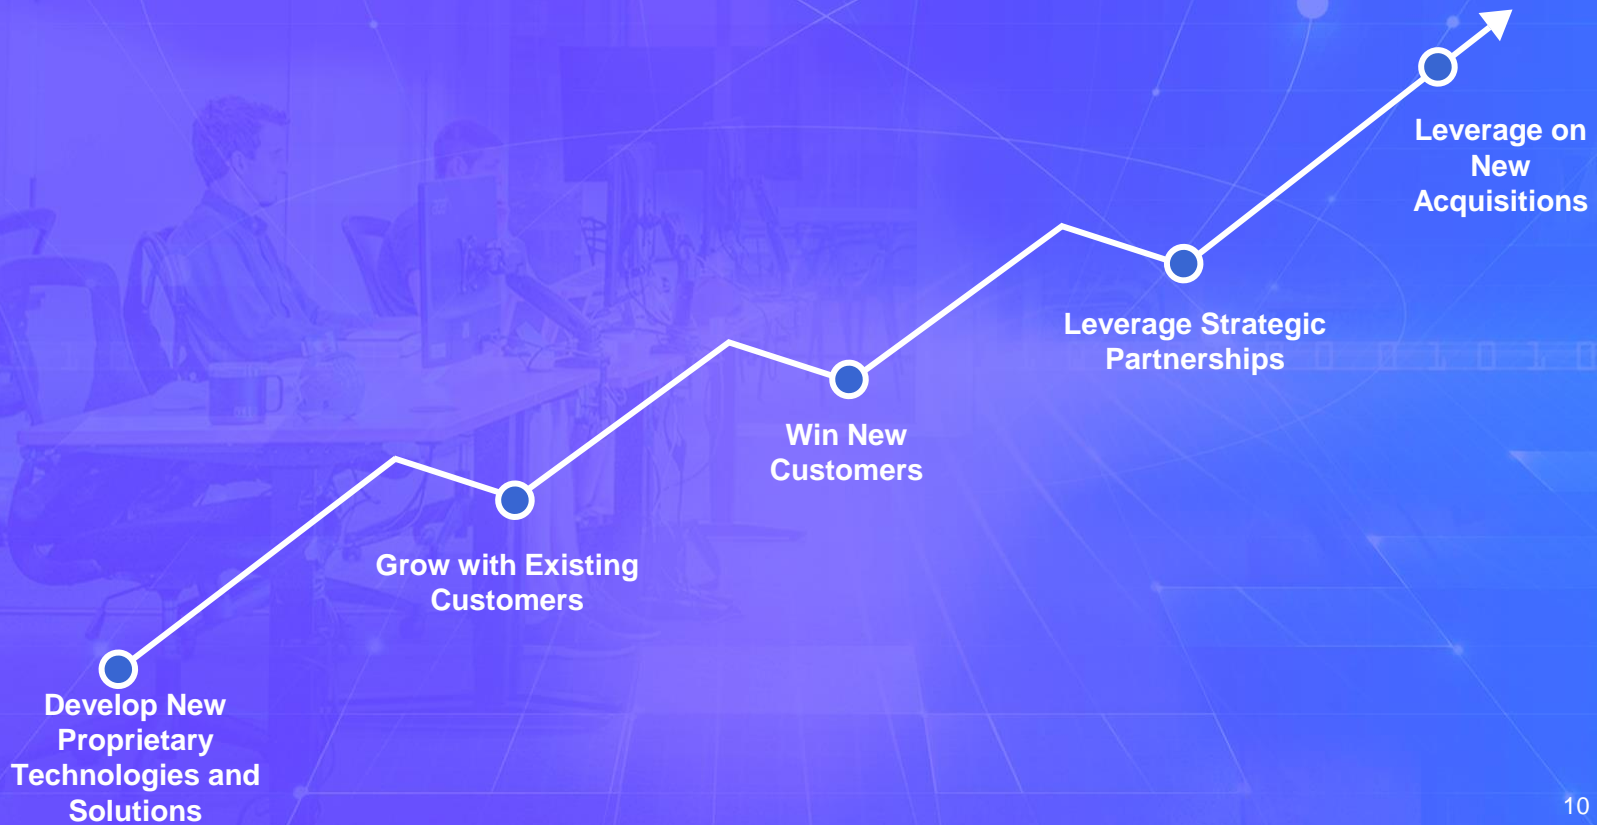 Develop New
Proprietary
Technologies and
Solutions
Grow with Existing
Customers
Win New
Customers
Leverage Strategic
Partnerships
Leverage on
New
Acquisitions
10